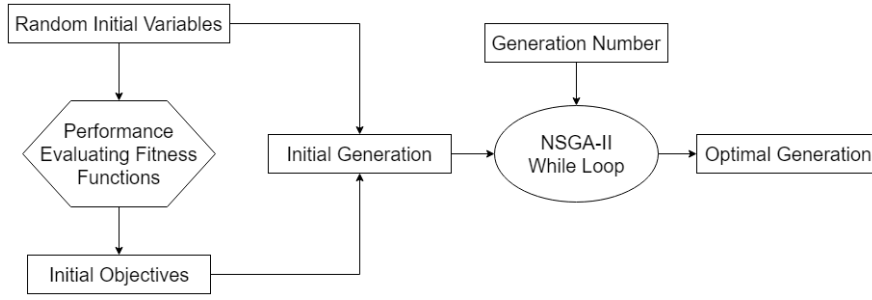 Random Initial Variables
Generation Number
Performance
Evaluating Fitness
Functions
Initial Generation
NSGA-II
While Loop
Optimal Generation
Initial Objectives